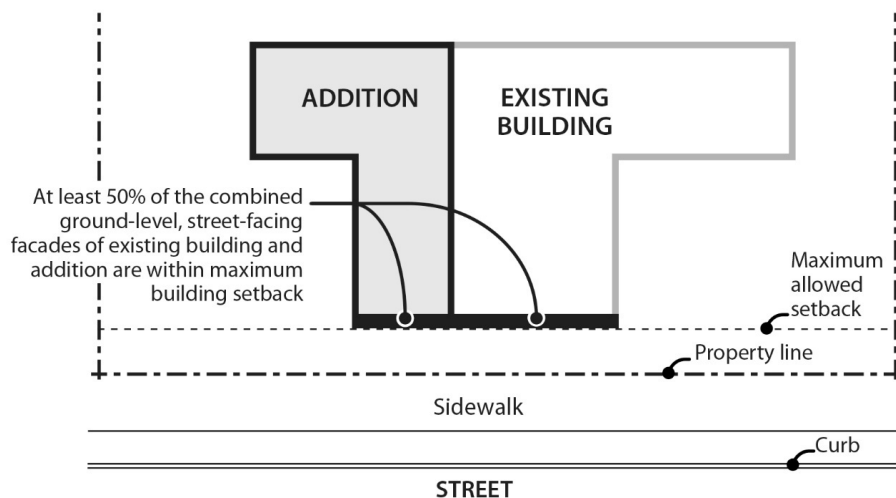 ADDITION
EXISTING
BUILDING
At least 50% of the combined
ground-level, street-facing
facades of existing building and
addition are within maximum
building setback
Maximum
allowed
setback
Property line
Sidewalk
Curb
STREET